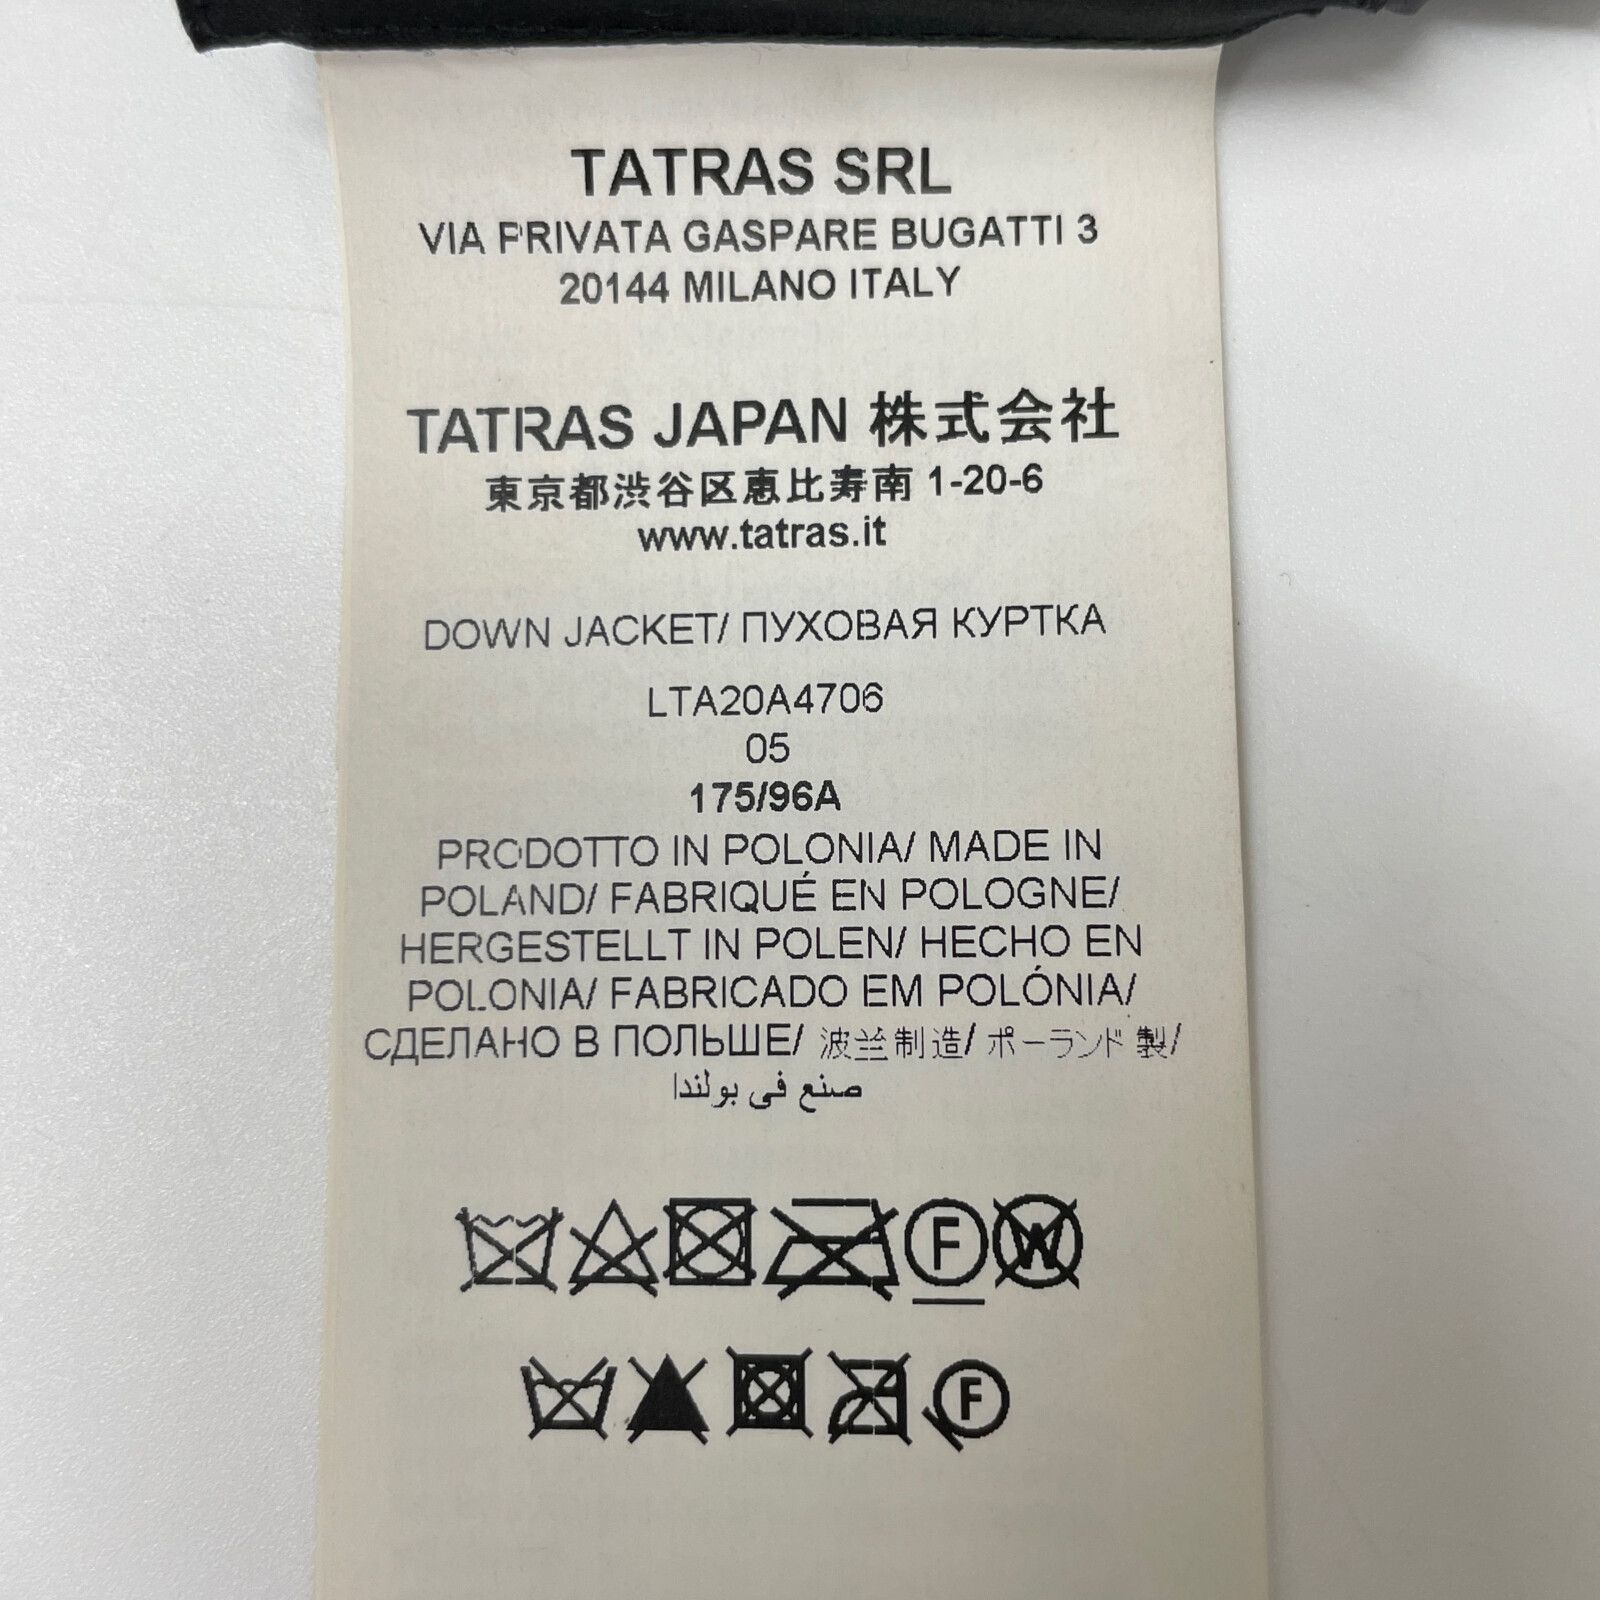 TATRAS SRL
VIA PRIVATA GASPARE BUGATTI 3
20144 MILANO ITALY
TATRAS JAPAN 株式会社
東京都渋谷区恵比寿南 1-20-6
www.tatras.it
DOWN JACKET/ ПУХОВАЯ КУРТКА
LTA20A4706
05
175/96A
PRODOTTO IN POLONIA/ MADE IN
POLAND/ FABRIQUÉ EN POLOGNE/
HERGESTELLT IN POLEN/ HECHO EN
POLONIA/ FABRICADO EM POLÓNIA/
СДЕЛАНО В ПОЛЬШЕ/ 波兰制造/ ポーランド 製/
صنع في بولندا
F W
F